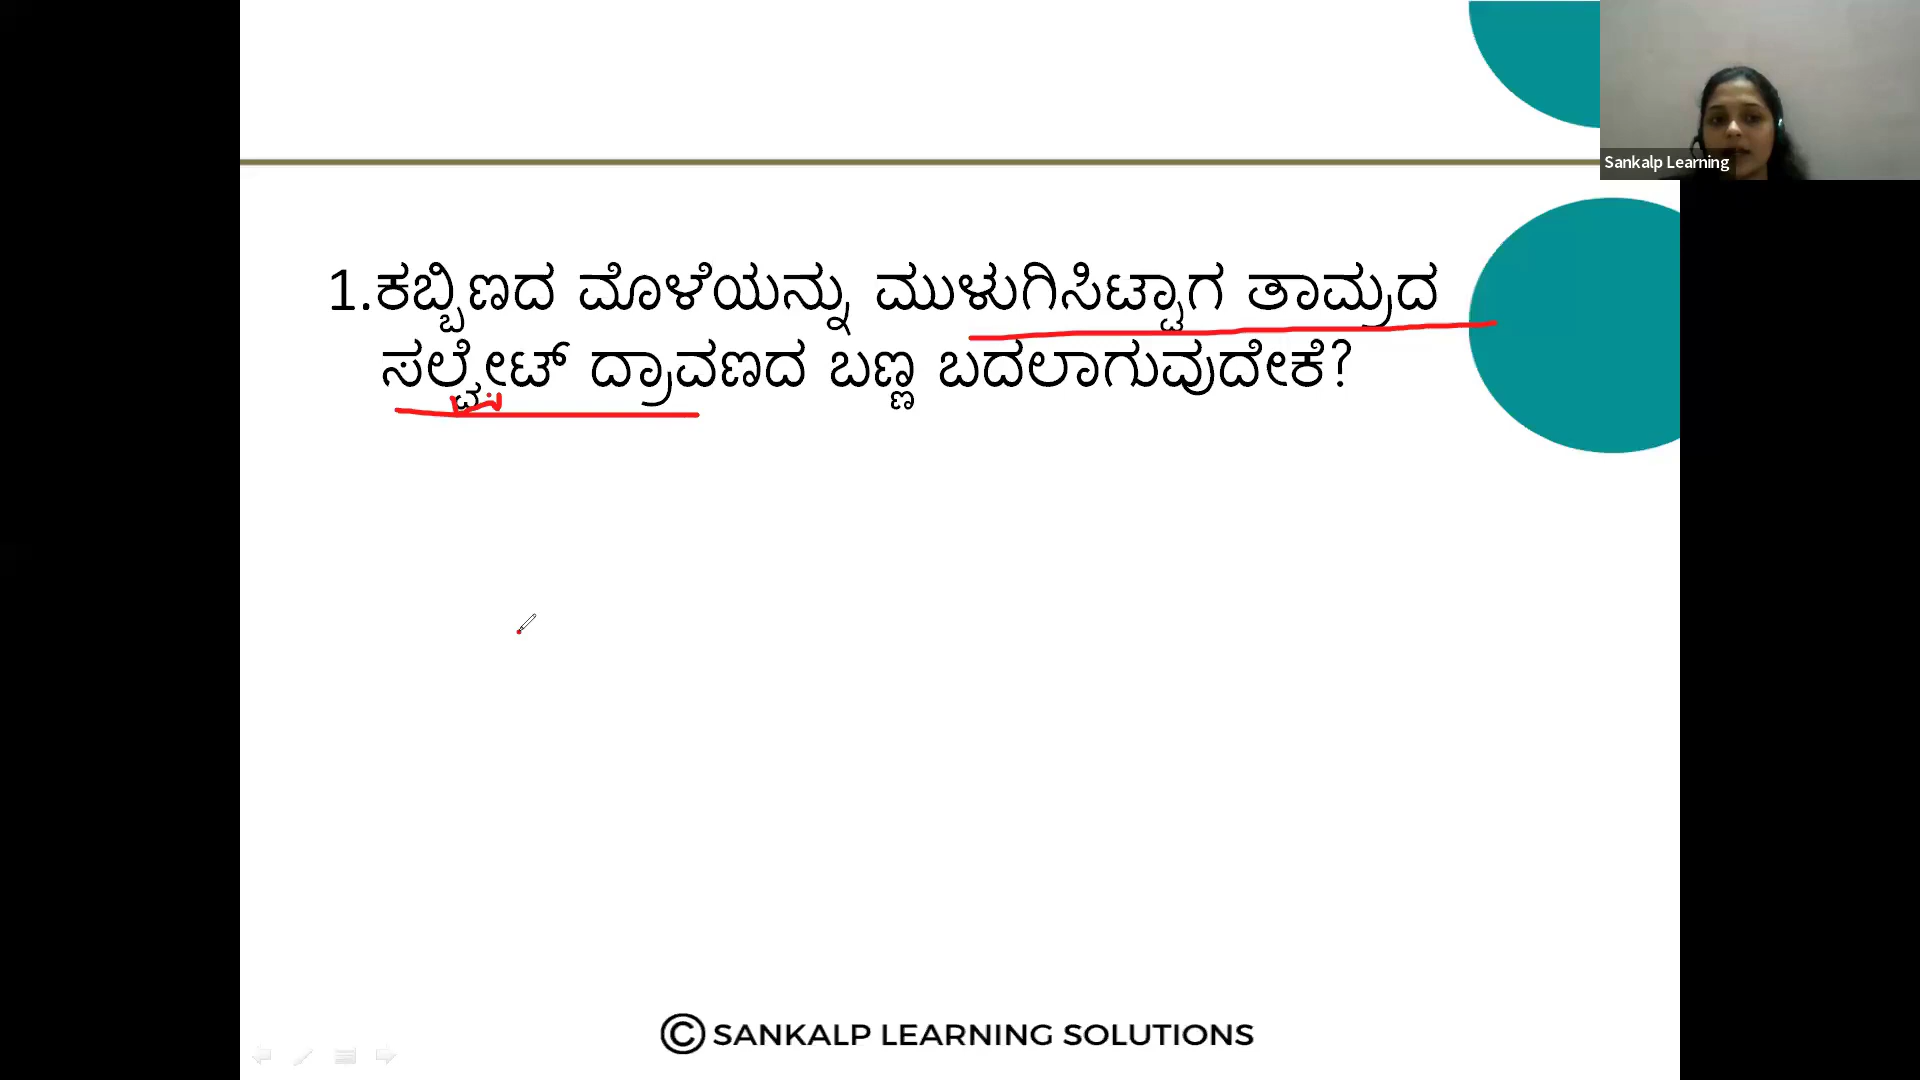 Sankalp Learning
1.ಕಬ್ಬಿಣದ ಮೊಳೆಯನ್ನು ಮುಳುಗಿಸಿಟ್ಟಾಗ ತಾಮ್ರದ
ಸಲ್ಪೇಟ್ ದ್ರಾವಣದ ಬಣ್ಣ ಬದಲಾಗುವುದೇಕೆ?
© SANKALP LEARNING SOLUTIONS